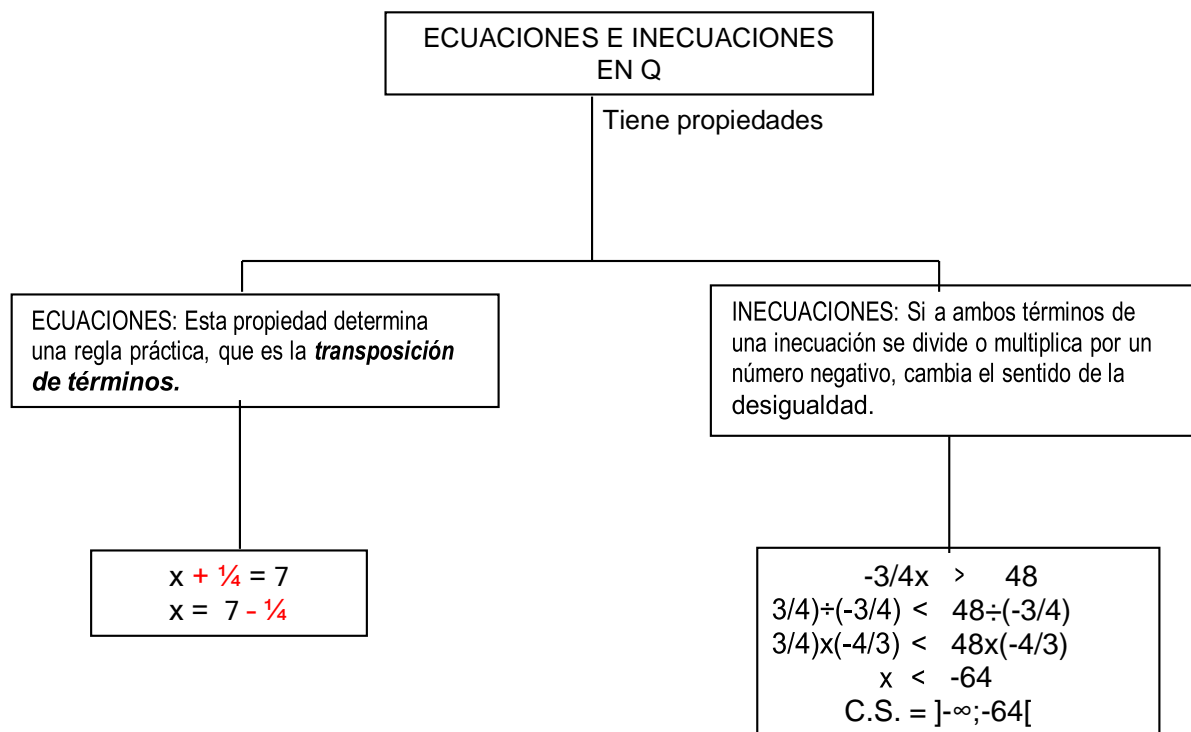 ECUACIONES E INECUACIONES
EN Q
Tiene propiedades
ECUACIONES: Esta propiedad determina
una regla práctica, que es la transposición
de términos.
INECUACIONES: Si a ambos términos de
una inecuación se divide o multiplica por un
número negativo, cambia el sentido de la
desigualdad.
x + ¼ = 7
x = 7 - ¼
-3/4x > 48
3/4)÷(-3/4) < 48÷(-3/4)
3/4)x(-4/3) < 48x(-4/3)
x < -64
C.S. = ]-∞;-64[